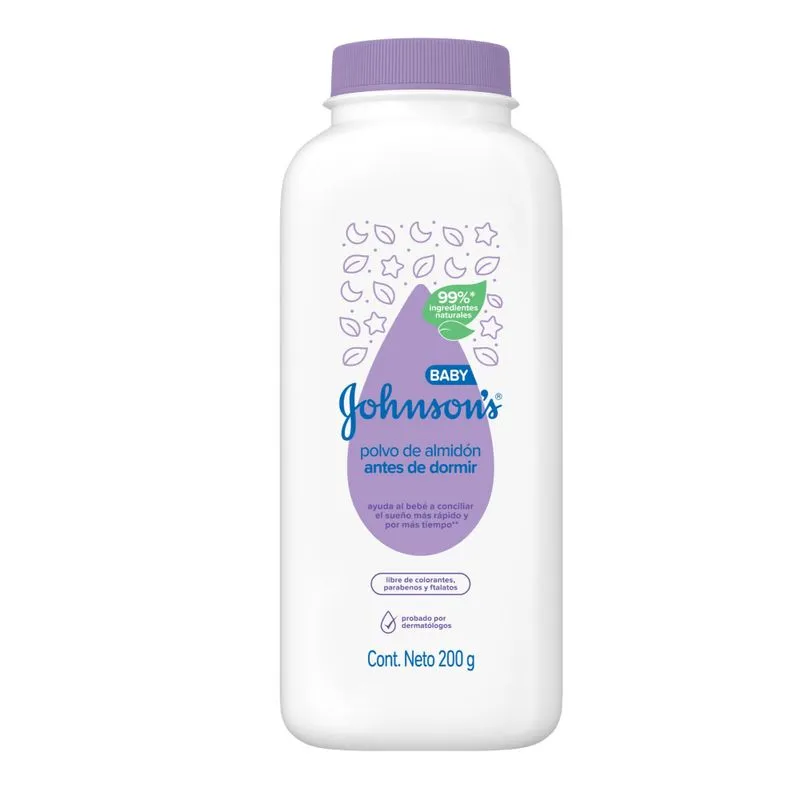 99%*
ingredientes
naturales
BABY
Johnson's®
polvo de almidón
antes de dormir
ayuda al bebé a conciliar
el sueño más rápido y
por más tiempo**
libre de colorantes,
parabenos y ftalatos
probado por
dermatólogos
Cont. Neto 200 g